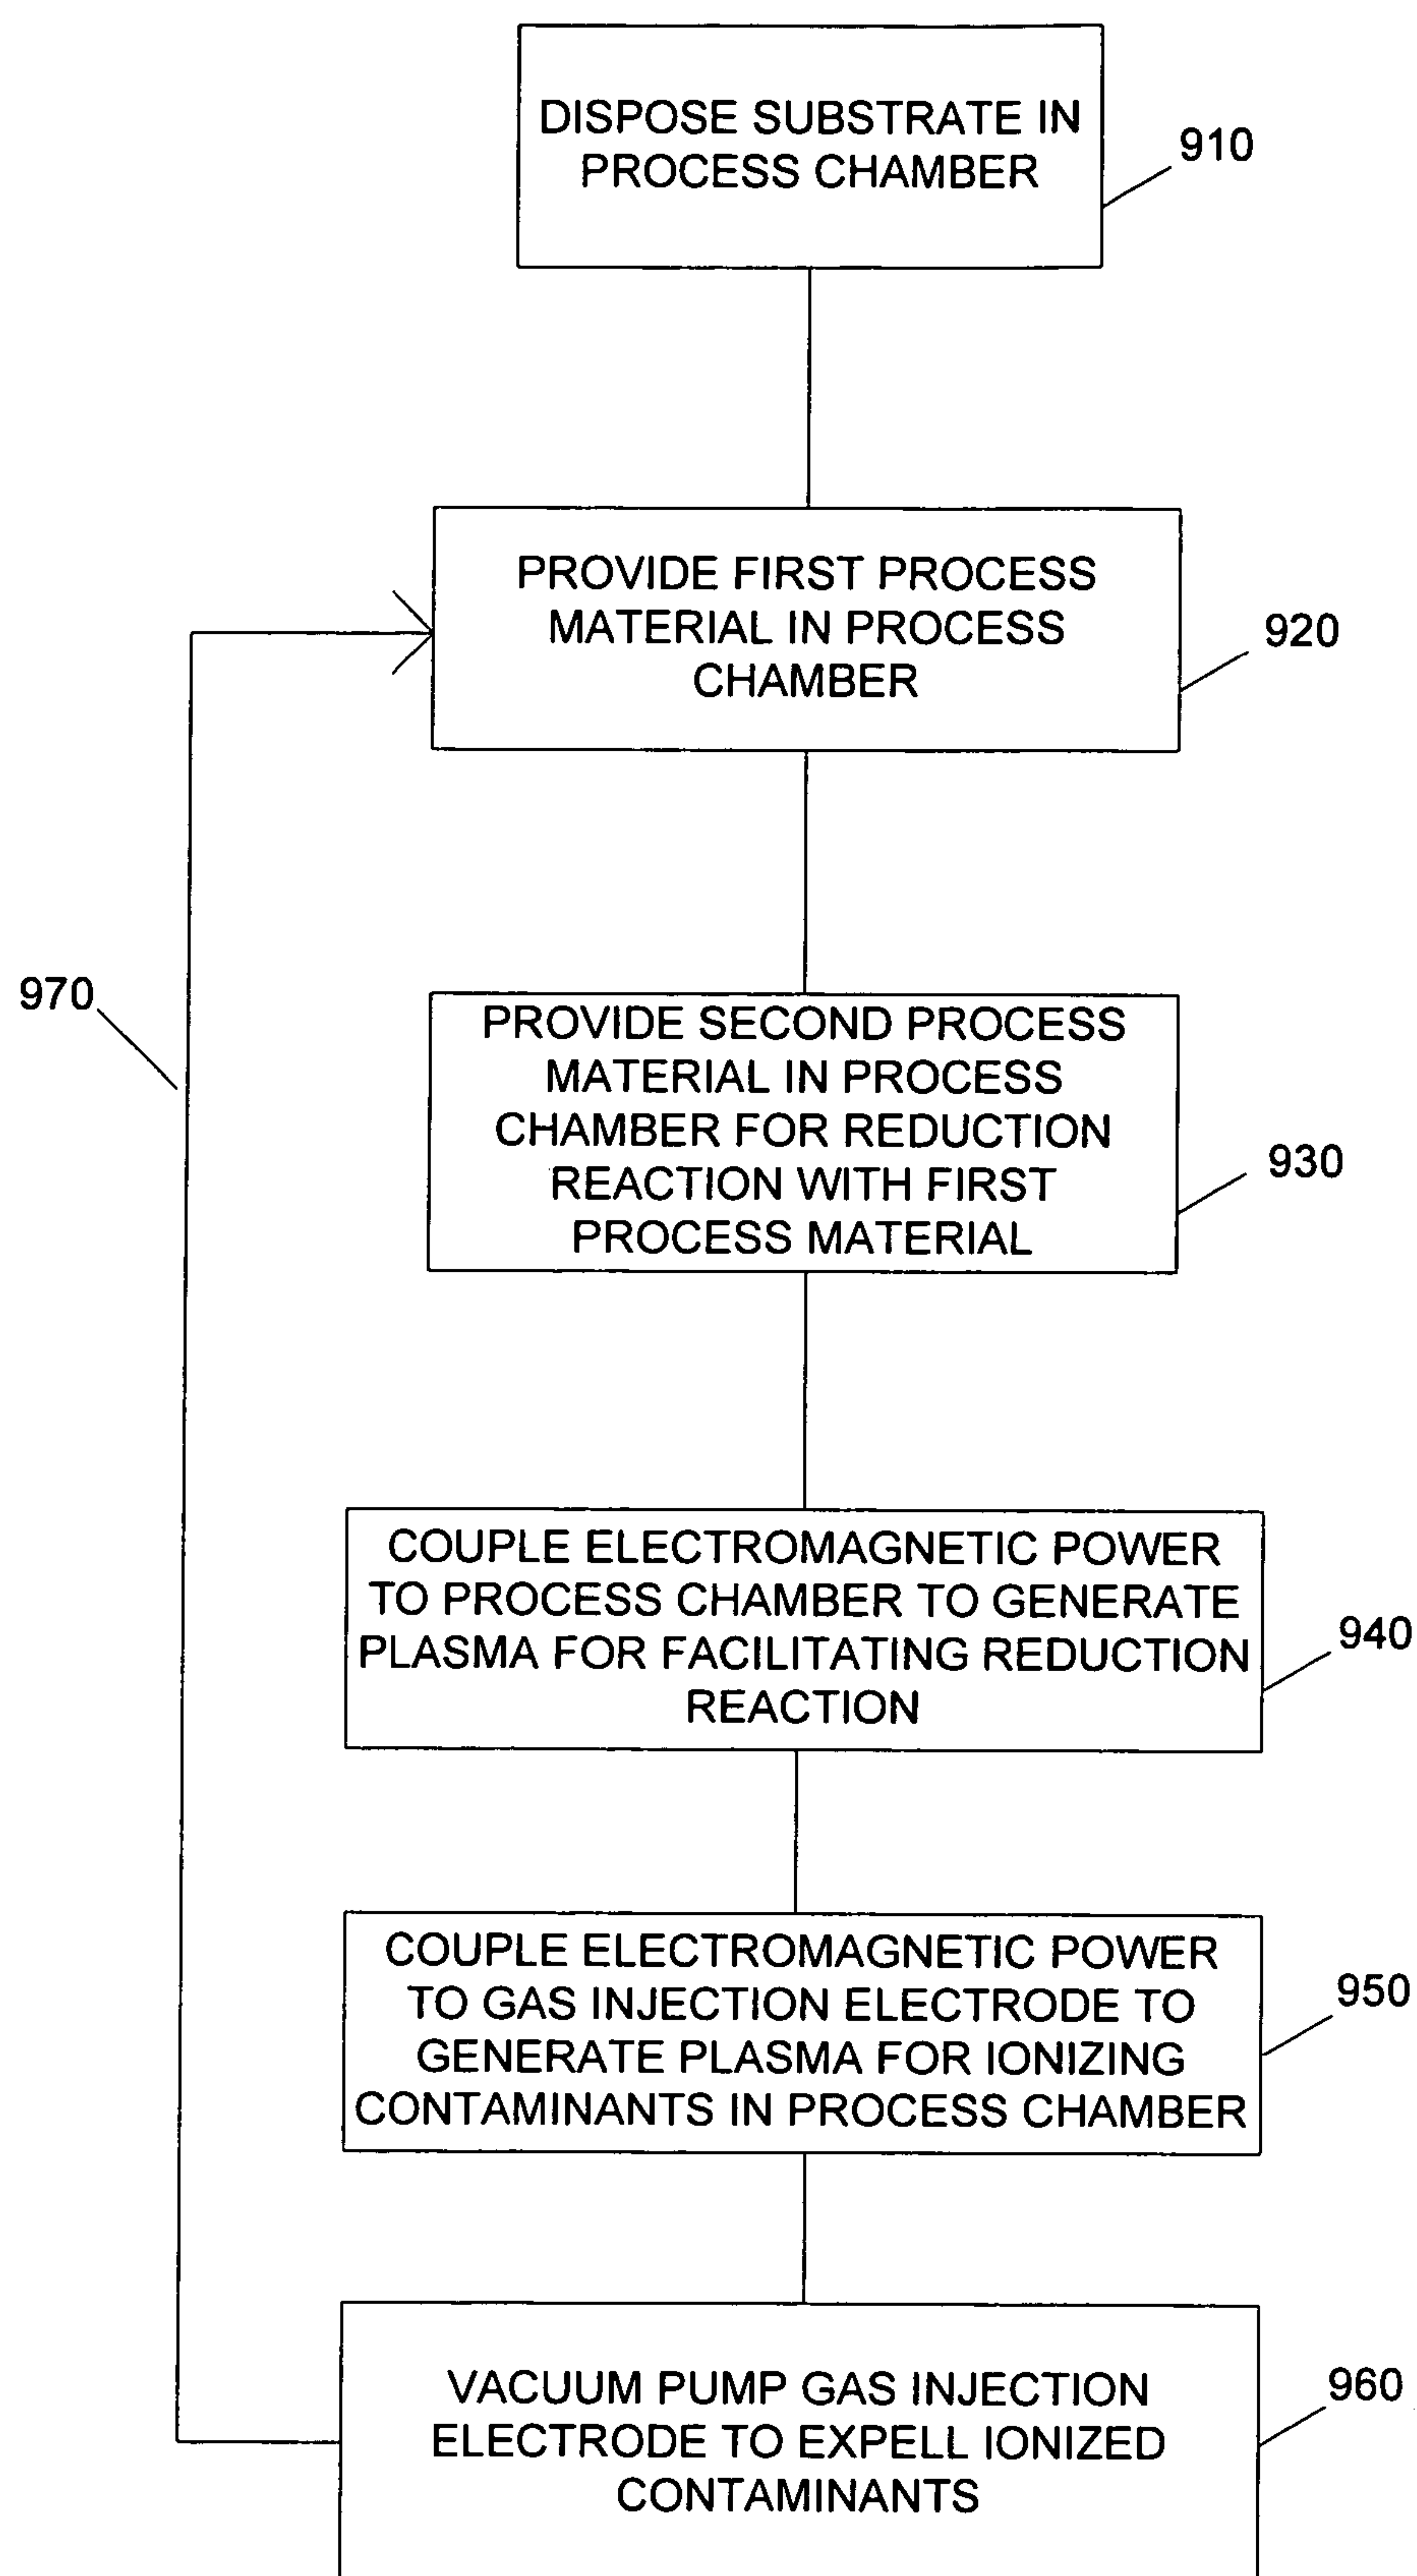 DISPOSE SUBSTRATE IN
PROCESS CHAMBER
910
PROVIDE FIRST PROCESS
MATERIAL IN PROCESS
CHAMBER
920
970
PROVIDE SECOND PROCESS
MATERIAL IN PROCESS
CHAMBER FOR REDUCTION
REACTION WITH FIRST
PROCESS MATERIAL
930
COUPLE ELECTROMAGNETIC POWER
TO PROCESS CHAMBER TO GENERATE
PLASMA FOR FACILITATING REDUCTION
REACTION
940
COUPLE ELECTROMAGNETIC POWER
TO GAS INJECTION ELECTRODE TO
GENERATE PLASMA FOR IONIZING
CONTAMINANTS IN PROCESS CHAMBER
950
VACUUM PUMP GAS INJECTION
ELECTRODE TO EXPELL IONIZED
CONTAMINANTS
960